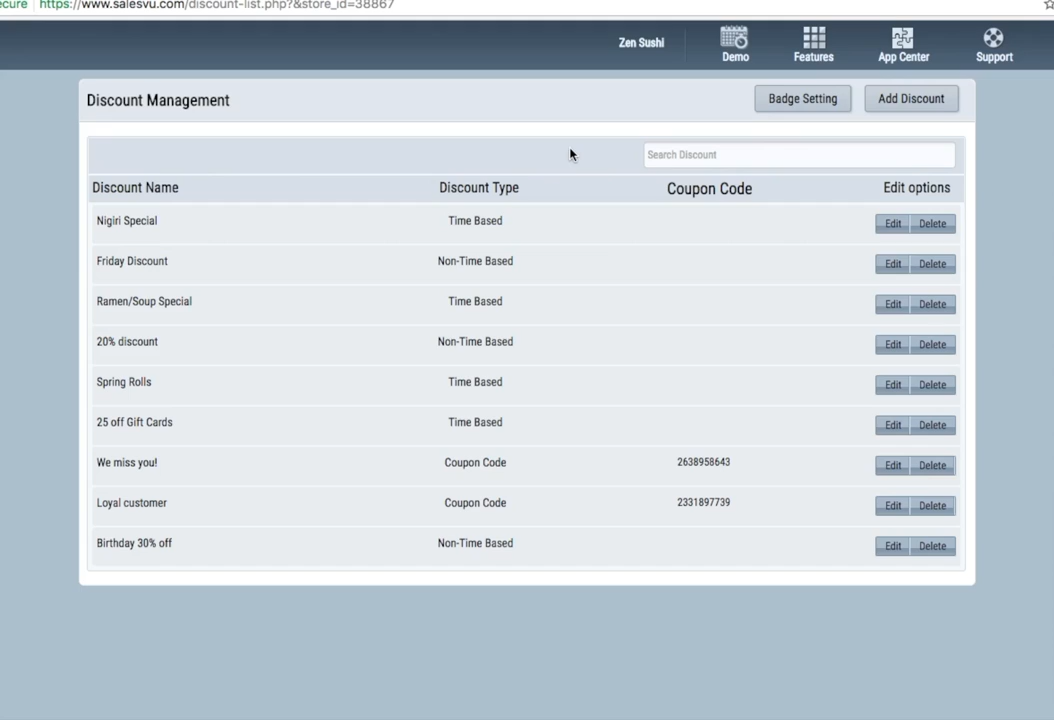 ecure https://www.salesvu.com/discount-list.php?&store_id=38867
Zen Sushi Demo Features App Center Support
Discount Management Badge Setting Add Discount
Search Discount
Discount Name Discount Type Coupon Code Edit options
Nigiri Special Time Based Edit Delete
Friday Discount Non-Time Based Edit Delete
Ramen/Soup Special Time Based Edit Delete
20% discount Non-Time Based Edit Delete
Spring Rolls Time Based Edit Delete
25 off Gift Cards Time Based Edit Delete
We miss you! Coupon Code 2638958643 Edit Delete
Loyal customer Coupon Code 2331897739 Edit Delete
Birthday 30% off Non-Time Based Edit Delete